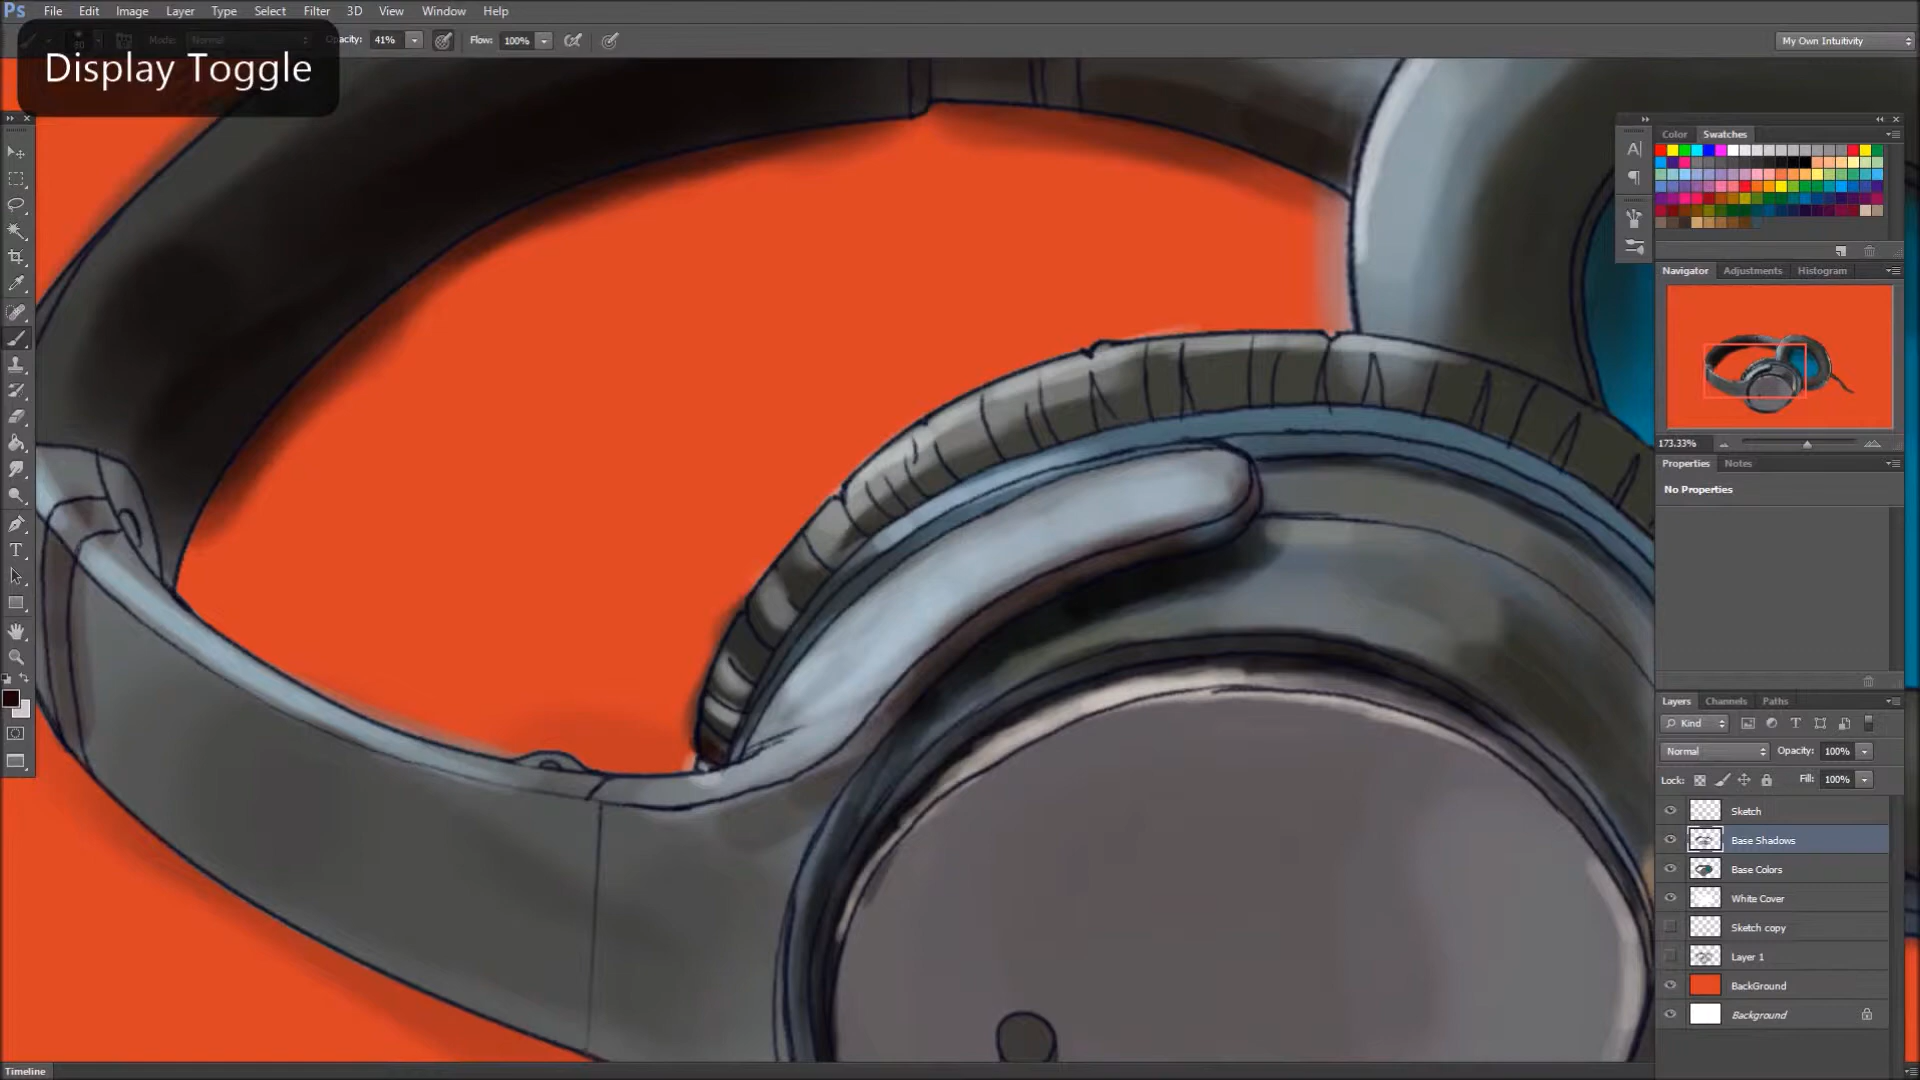 Ps File Edit Image Layer Type Select Filter 3D View Window Help
Mode: Normal Opacity: 41% Flow: 100% My Own Intuitivity
Display Toggle
Color Swatches
Navigator Adjustments Histogram
173.33%
Properties Notes
No Properties
Layers Channels Paths
Kind
Normal Opacity: 100%
Lock: Fill: 100%
Sketch
Base Shadows
Base Colors
White Cover
Sketch copy
Layer 1
BackGround
Background
Timeline